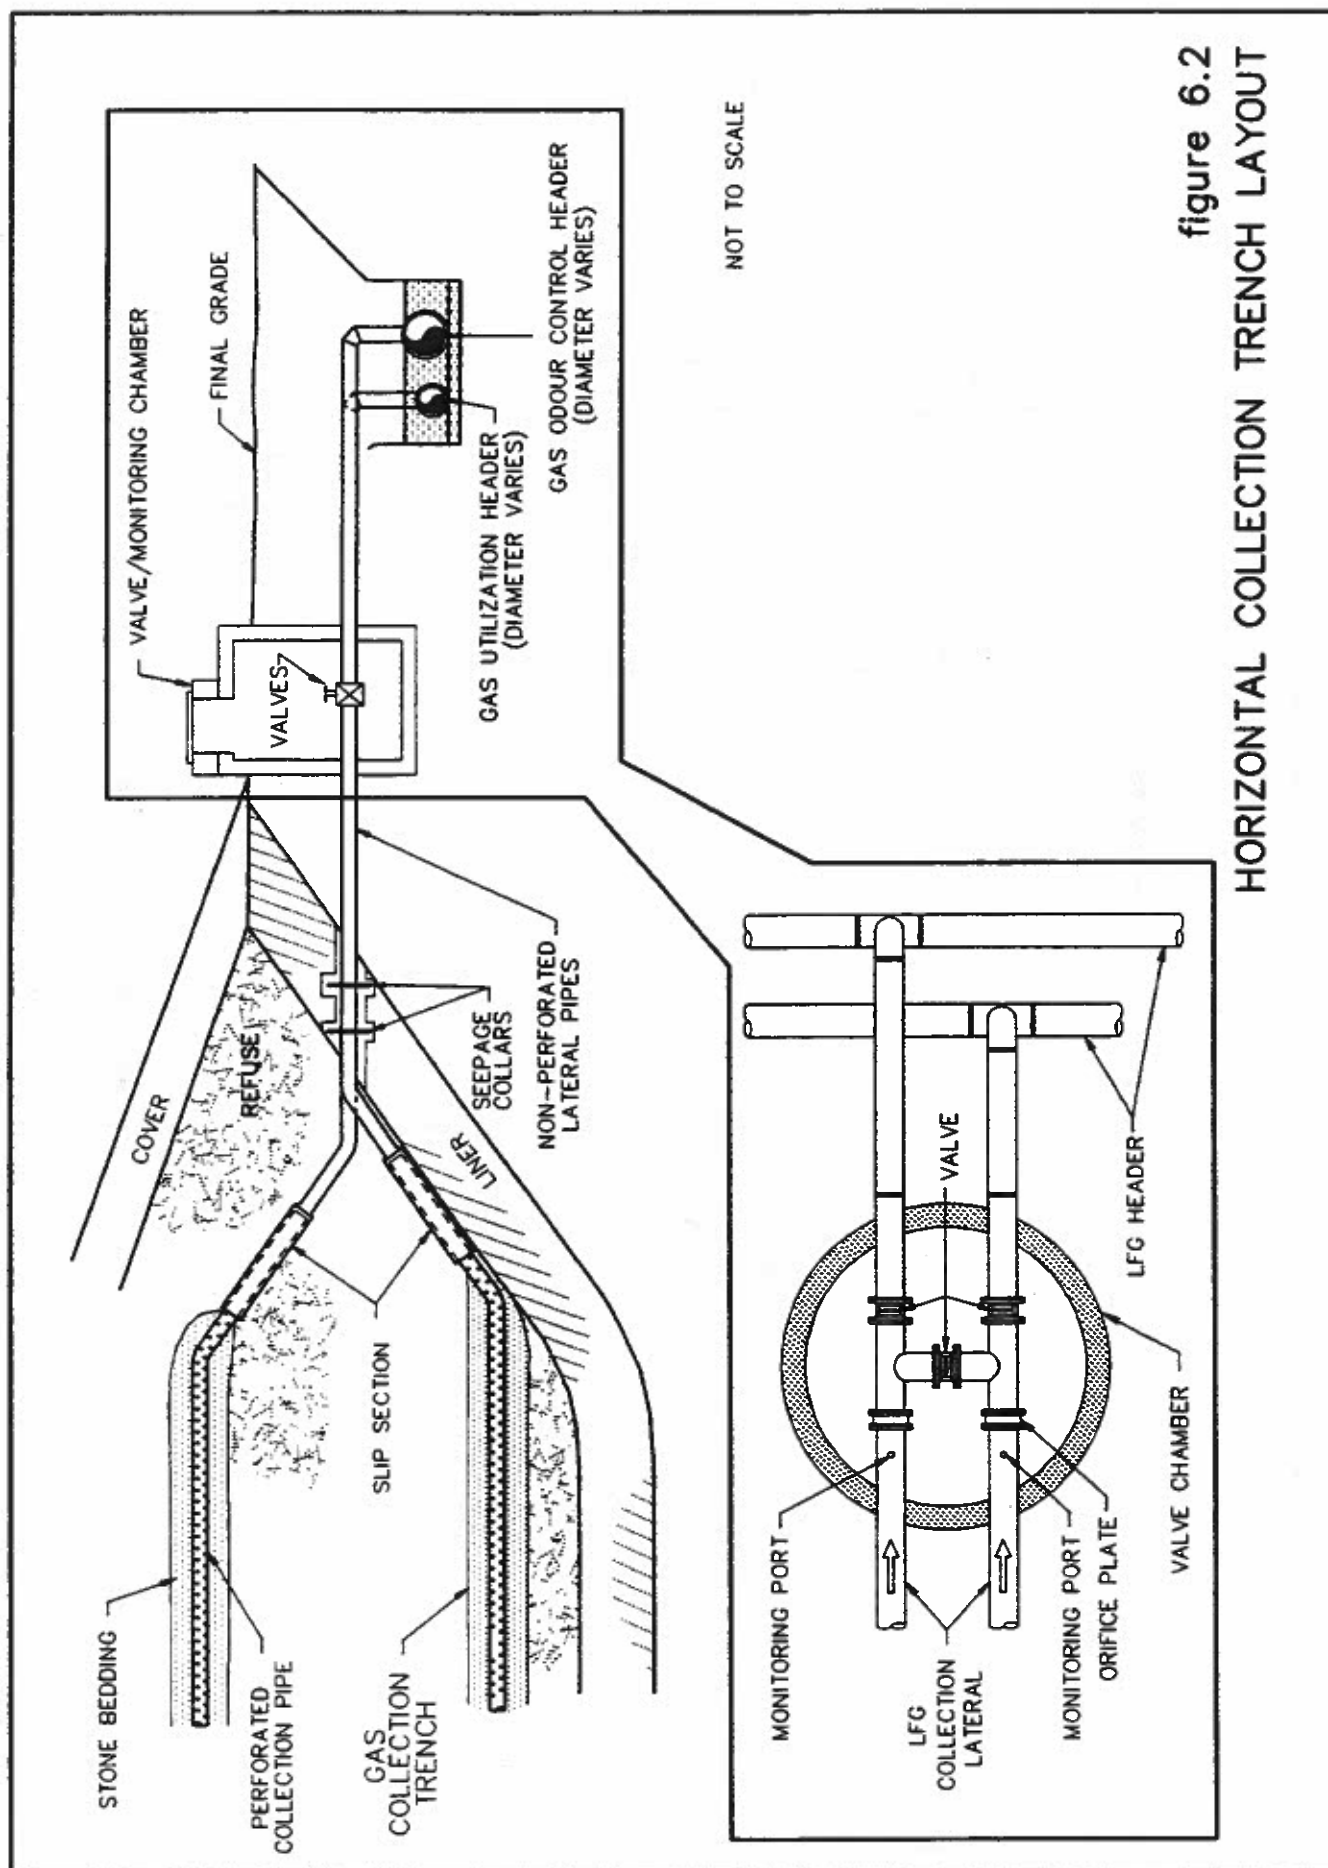 STONE BEDDING
PERFORATED
COLLECTION PIPE
GAS
COLLECTION
TRENCH
COVER
REFUSE
SLIP SECTION
LINER
SEEPAGE
COLLARS
NON-PERFORATED
LATERAL PIPES
VALVE/MONITORING CHAMBER
VALVES
FINAL GRADE
GAS UTILIZATION HEADER
(DIAMETER VARIES)
GAS ODOUR CONTROL HEADER
(DIAMETER VARIES)
NOT TO SCALE
MONITORING PORT
LFG
COLLECTION
LATERAL
MONITORING PORT
ORIFICE PLATE
VALVE
VALVE CHAMBER
LFG HEADER
figure 6.2
HORIZONTAL COLLECTION TRENCH LAYOUT